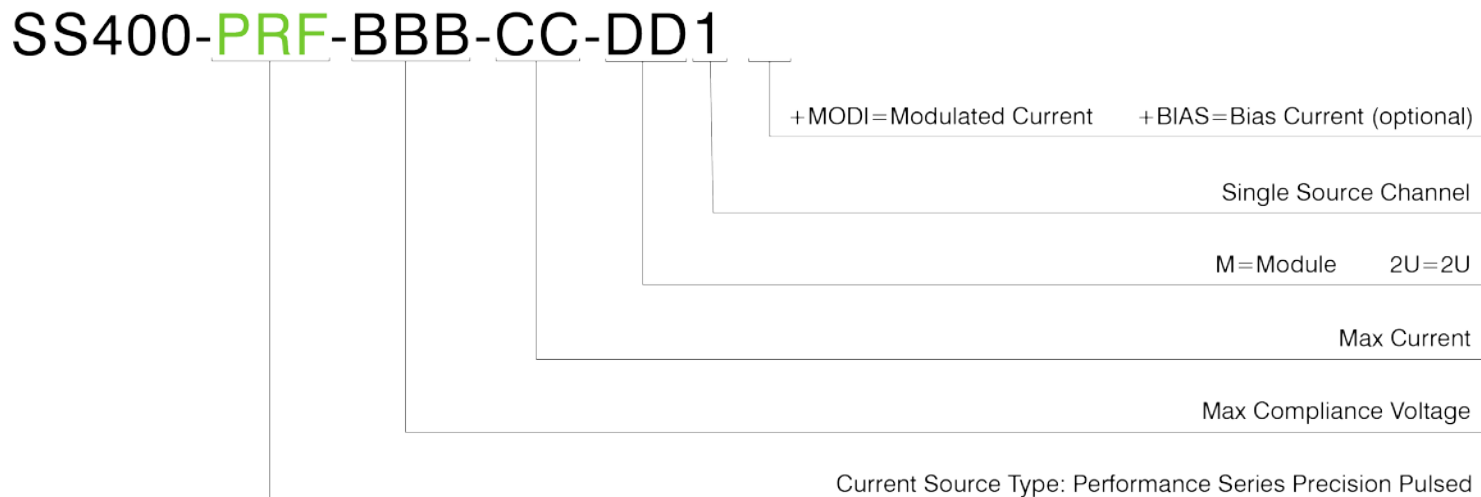 SS400-PRF-BBB-CC-DD1
+MODI=Modulated Current +BIAS=Bias Current (optional)
Single Source Channel
M=Module 2U=2U
Max Current
Max Compliance Voltage
Current Source Type: Performance Series Precision Pulsed